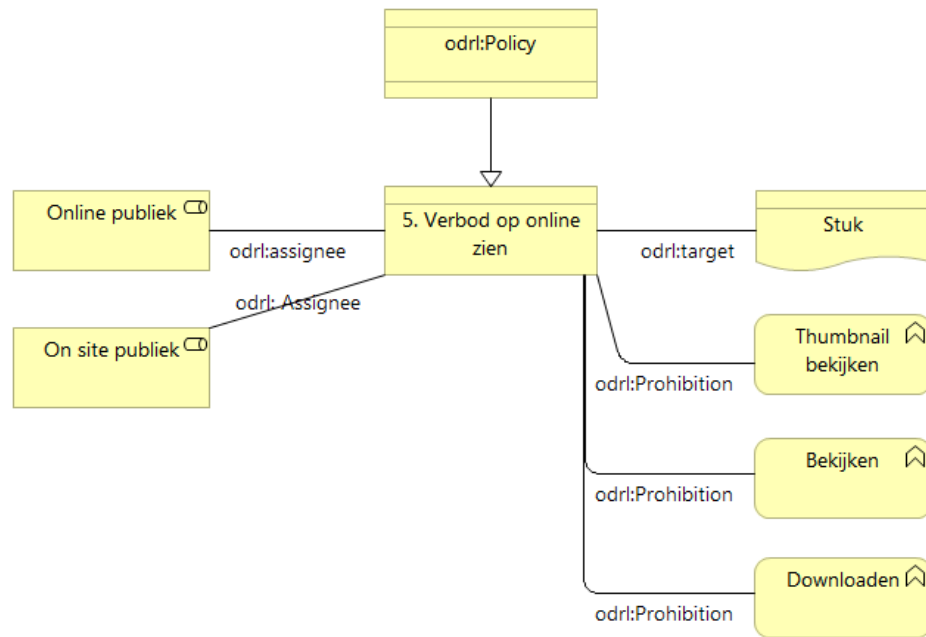 odrl:Policy
Online publiek
odrl:assignee
5. Verbod op online
zien
odrl:target
Stuk
odrl: Assignee
On site publiek
Thumbnail
bekijken
odrl:Prohibition
Bekijken
odrl:Prohibition
Downloaden
odrl:Prohibition